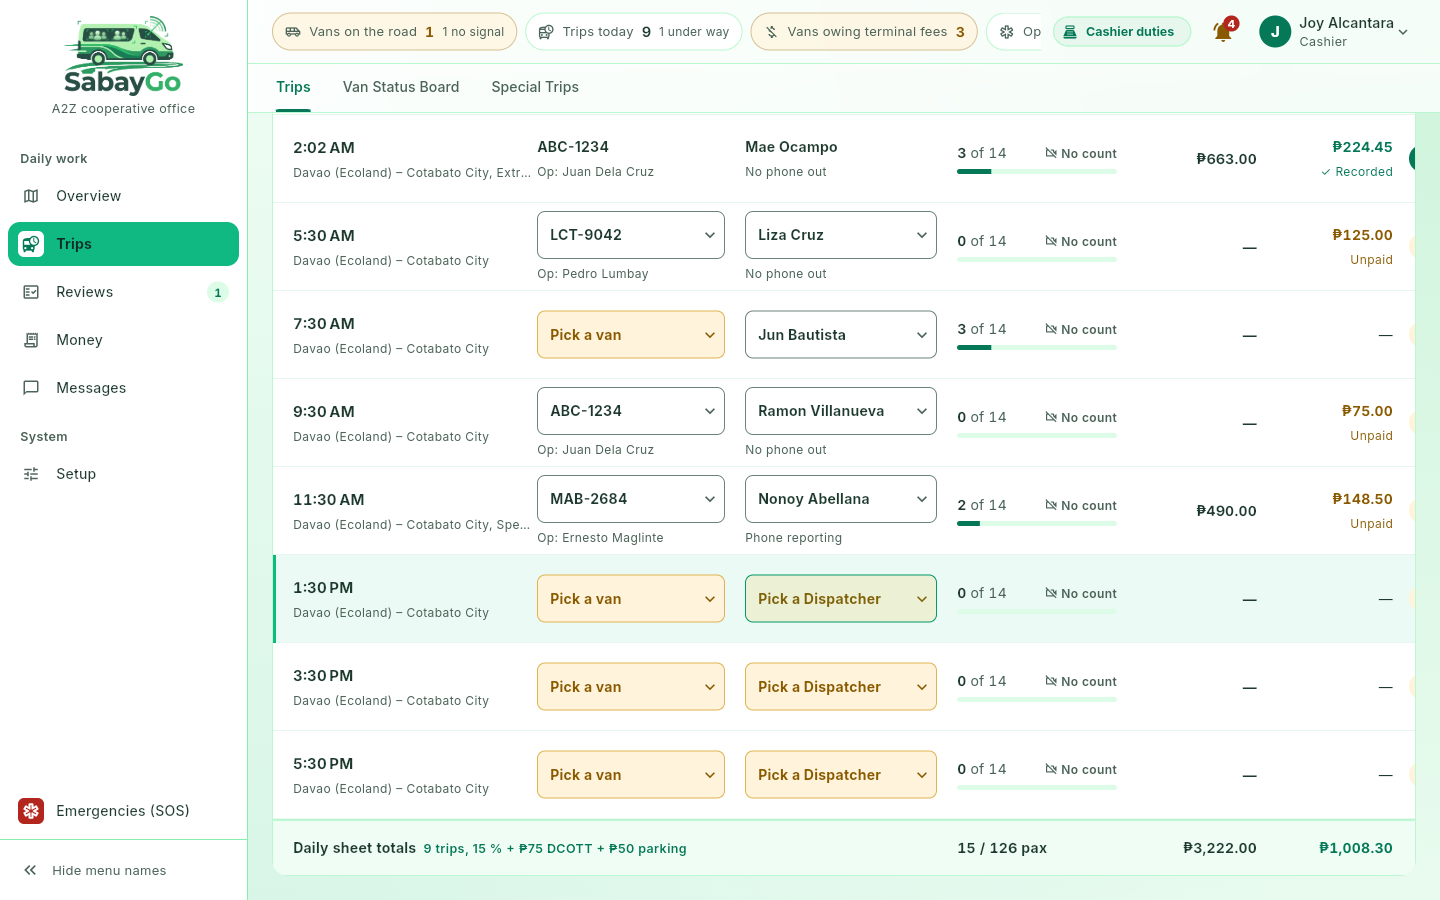 SabayGo
A2Z cooperative office
Daily work
Overview
Trips
Reviews 1
Money
Messages
System
Setup
Emergencies (SOS)
Hide menu names
Vans on the road 1 1 no signal
Trips today 9 1 under way
Vans owing terminal fees 3
Op
Cashier duties
4
J
Joy Alcantara
Cashier
Trips
Van Status Board
Special Trips
2:02 AM ABC-1234 Mae Ocampo 3 of 14 No count ₱663.00 ₱224.45
Davao (Ecoland) – Cotabato City, Extr... Op: Juan Dela Cruz No phone out ✓ Recorded
5:30 AM LCT-9042 Liza Cruz 0 of 14 No count — ₱125.00
Davao (Ecoland) – Cotabato City Op: Pedro Lumbay No phone out Unpaid
7:30 AM Pick a van Jun Bautista 3 of 14 No count — —
Davao (Ecoland) – Cotabato City
9:30 AM ABC-1234 Ramon Villanueva 0 of 14 No count — ₱75.00
Davao (Ecoland) – Cotabato City Op: Juan Dela Cruz No phone out Unpaid
11:30 AM MAB-2684 Nonoy Abellana 2 of 14 No count ₱490.00 ₱148.50
Davao (Ecoland) – Cotabato City, Spe... Op: Ernesto Maglinte Phone reporting Unpaid
1:30 PM Pick a van Pick a Dispatcher 0 of 14 No count — —
Davao (Ecoland) – Cotabato City
3:30 PM Pick a van Pick a Dispatcher 0 of 14 No count — —
Davao (Ecoland) – Cotabato City
5:30 PM Pick a van Pick a Dispatcher 0 of 14 No count — —
Davao (Ecoland) – Cotabato City
Daily sheet totals 9 trips, 15 % + ₱75 DCOTT + ₱50 parking 15 / 126 pax ₱3,222.00 ₱1,008.30